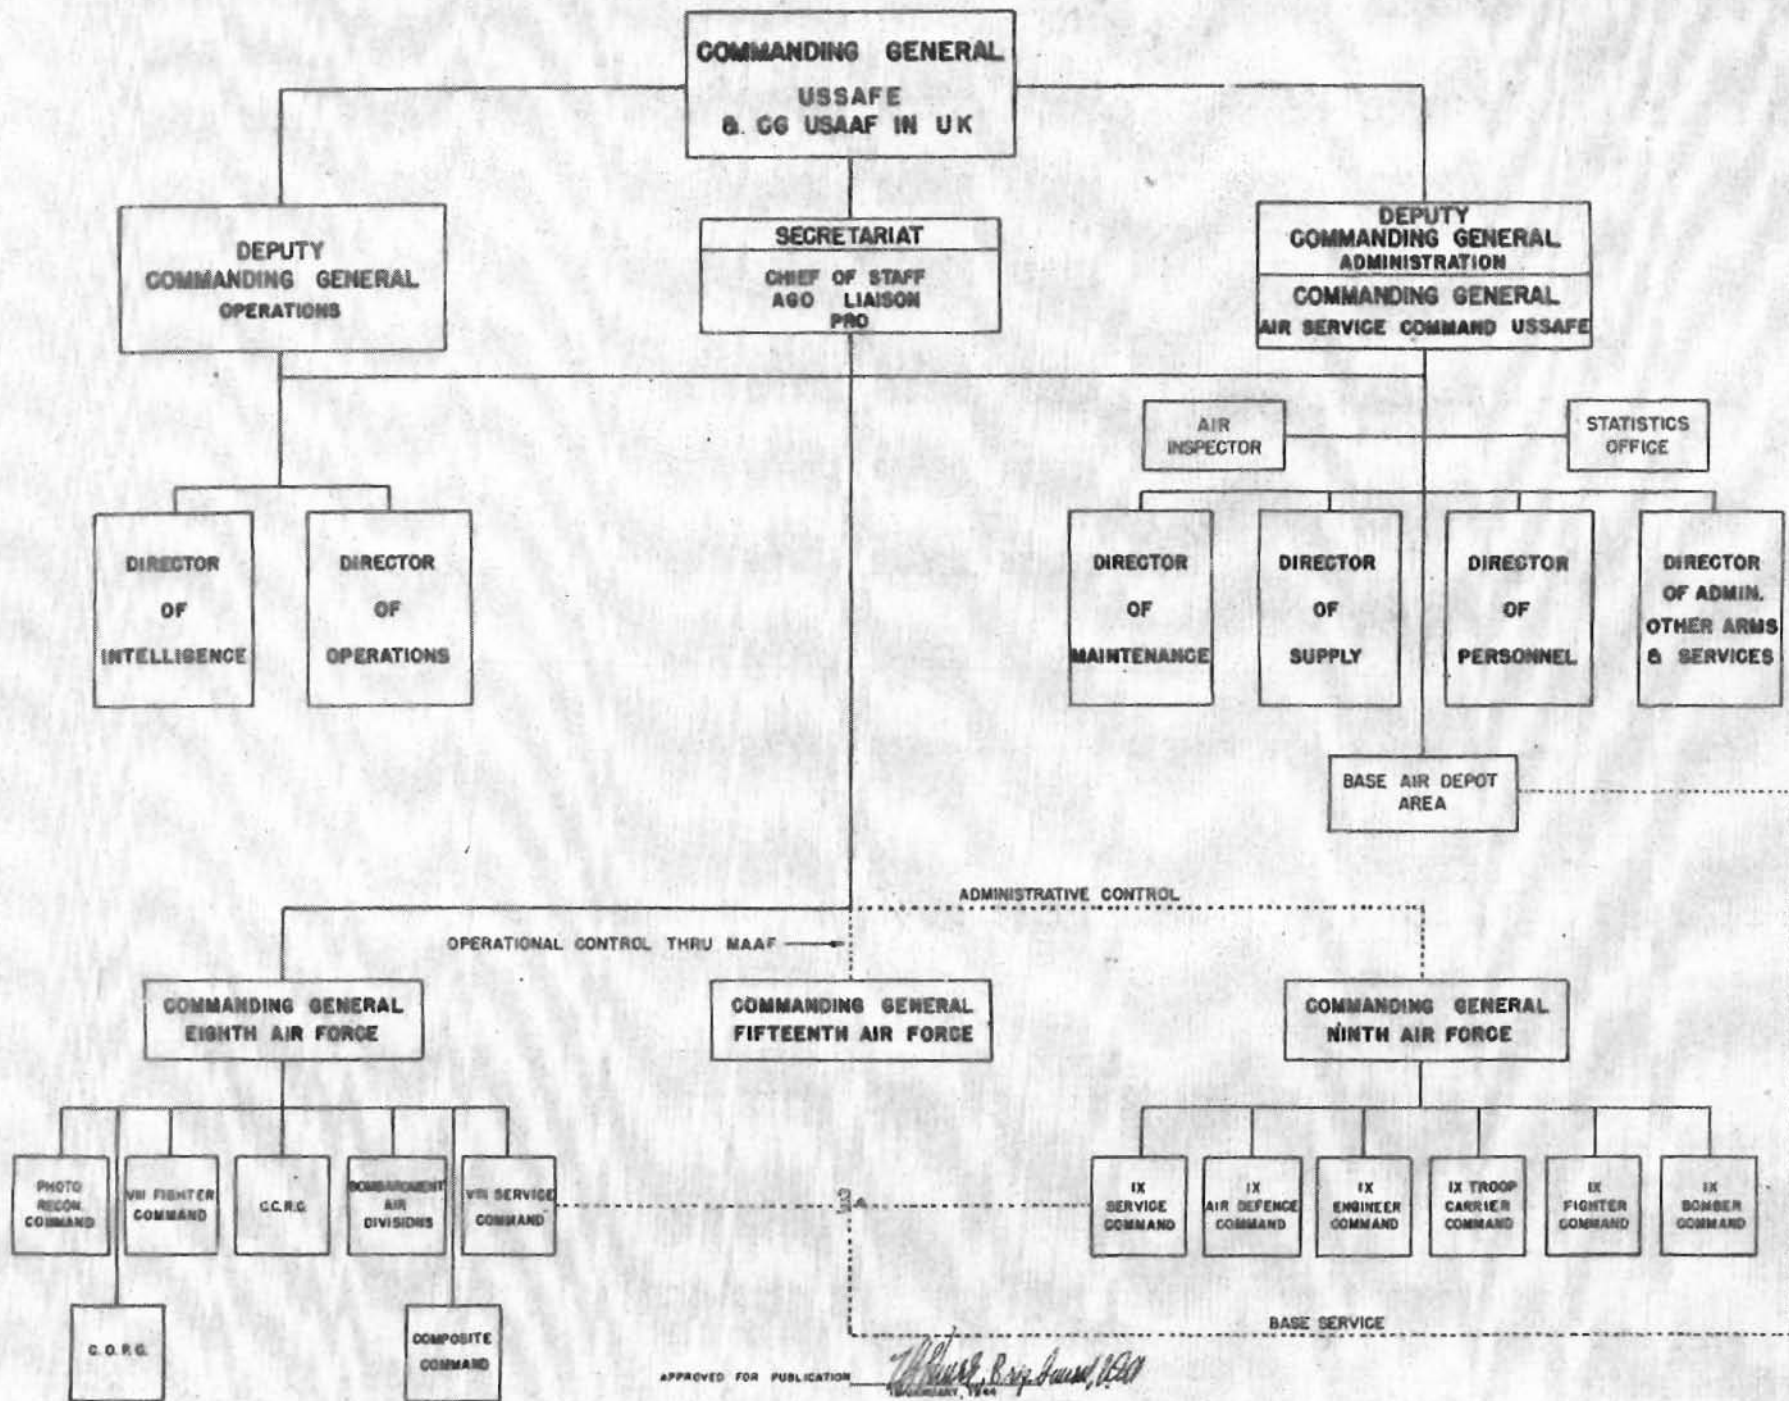 COMMANDING GENERAL
USSAFE
& CG USAAF IN UK
DEPUTY
COMMANDING GENERAL
OPERATIONS
SECRETARIAT
CHIEF OF STAFF
AGO LIAISON
PRO
DEPUTY
COMMANDING GENERAL
ADMINISTRATION
COMMANDING GENERAL
AIR SERVICE COMMAND USSAFE
AIR
INSPECTOR
STATISTICS
OFFICE
DIRECTOR
OF
INTELLIGENCE
DIRECTOR
OF
OPERATIONS
DIRECTOR
OF
MAINTENANCE
DIRECTOR
OF
SUPPLY
DIRECTOR
OF
PERSONNEL
DIRECTOR
OF ADMIN.
OTHER ARMS
& SERVICES
BASE AIR DEPOT
AREA
ADMINISTRATIVE CONTROL
OPERATIONAL CONTROL THRU MAAF
COMMANDING GENERAL
EIGHTH AIR FORCE
COMMANDING GENERAL
FIFTEENTH AIR FORCE
COMMANDING GENERAL
NINTH AIR FORCE
PHOTO
RECON.
COMMAND
VIII FIGHTER
COMMAND
C.C.R.C.
BOMBARDMENT
AIR
DIVISIONS
VIII SERVICE
COMMAND
IX
SERVICE
COMMAND
IX
AIR DEFENCE
COMMAND
IX
ENGINEER
COMMAND
IX TROOP
CARRIER
COMMAND
IX
FIGHTER
COMMAND
IX
BOMBER
COMMAND
COMPOSITE
COMMAND
BASE SERVICE
APPROVED FOR PUBLICATION
Brig. General, USA